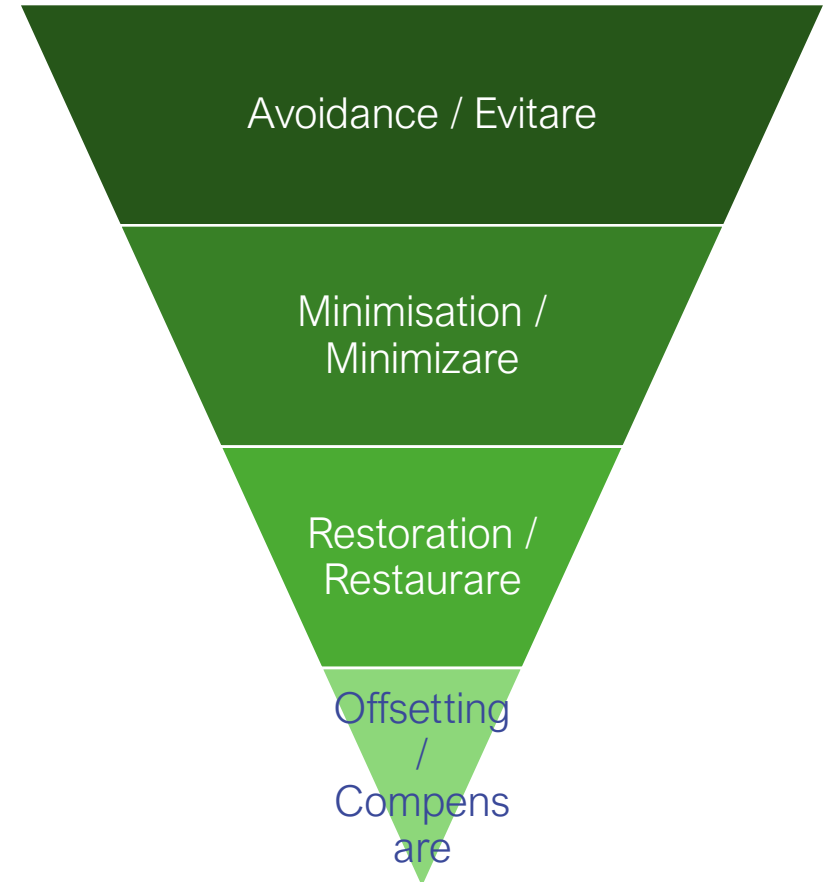 Avoidance / Evitare
Minimisation /
Minimizare
Restoration /
Restaurare
Offsetting
/
Compens
are